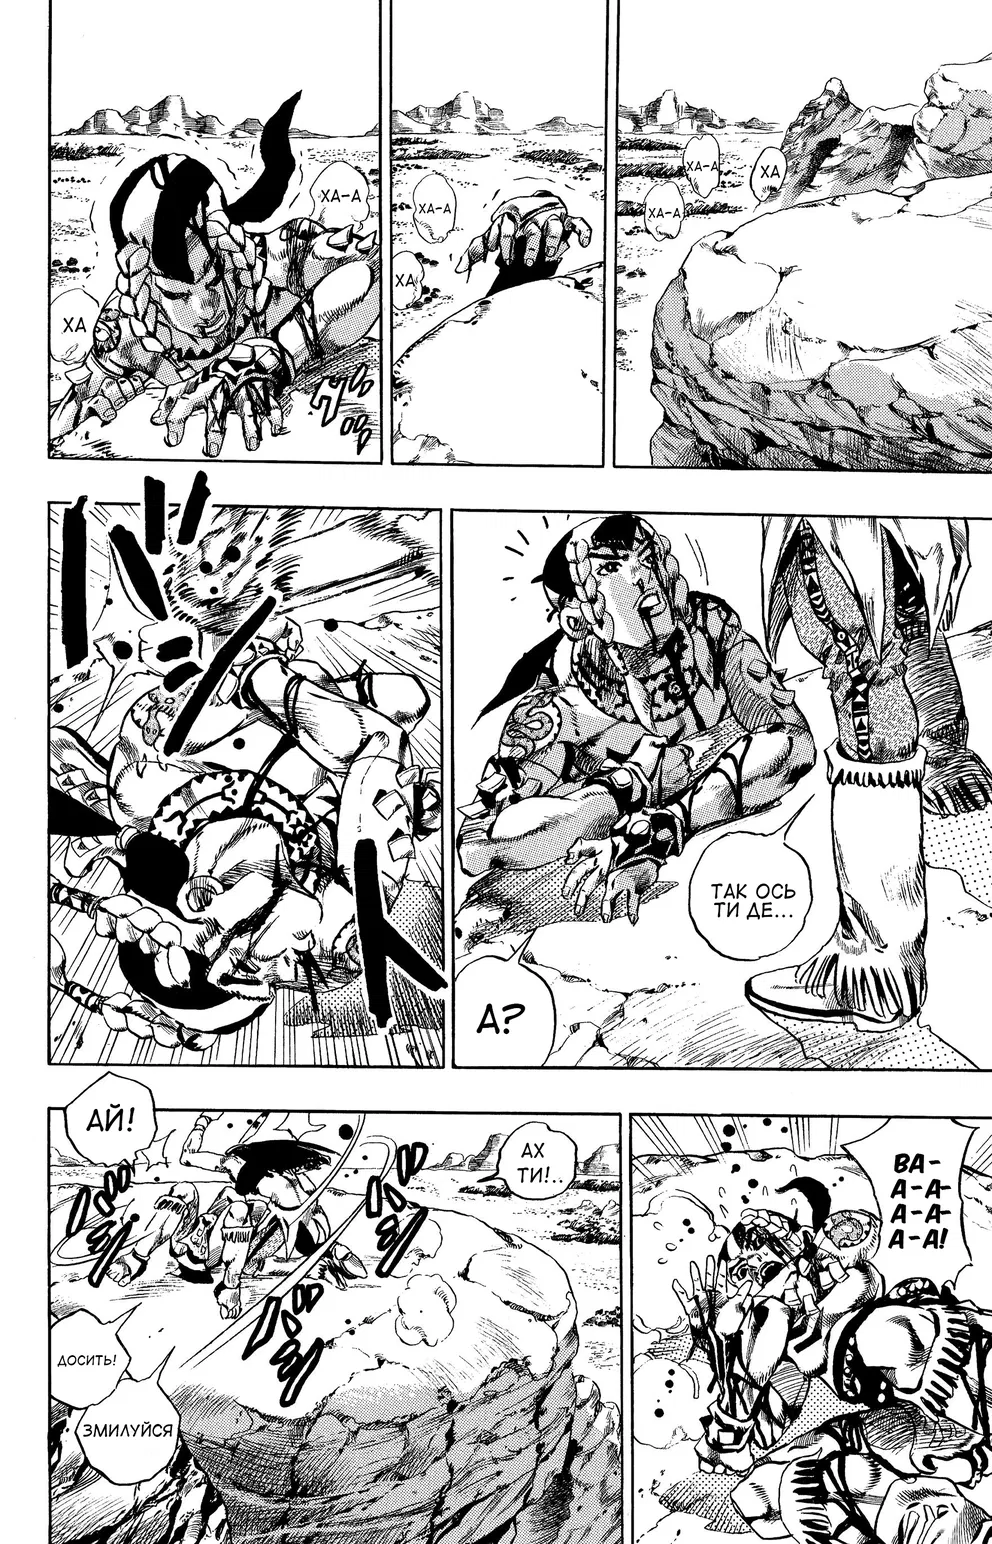 ХА
ХА-А
ХА-А
ХА-А
ХА
ХА-А
ХА
ТАК ОСЬ
ТИ ДЕ...
А?
ВА-
А-А-
А-А-
А-А!
АХ
ТИ!..
АЙ!
ДОСИТЬ!
ЗМИЛУЙСЯ